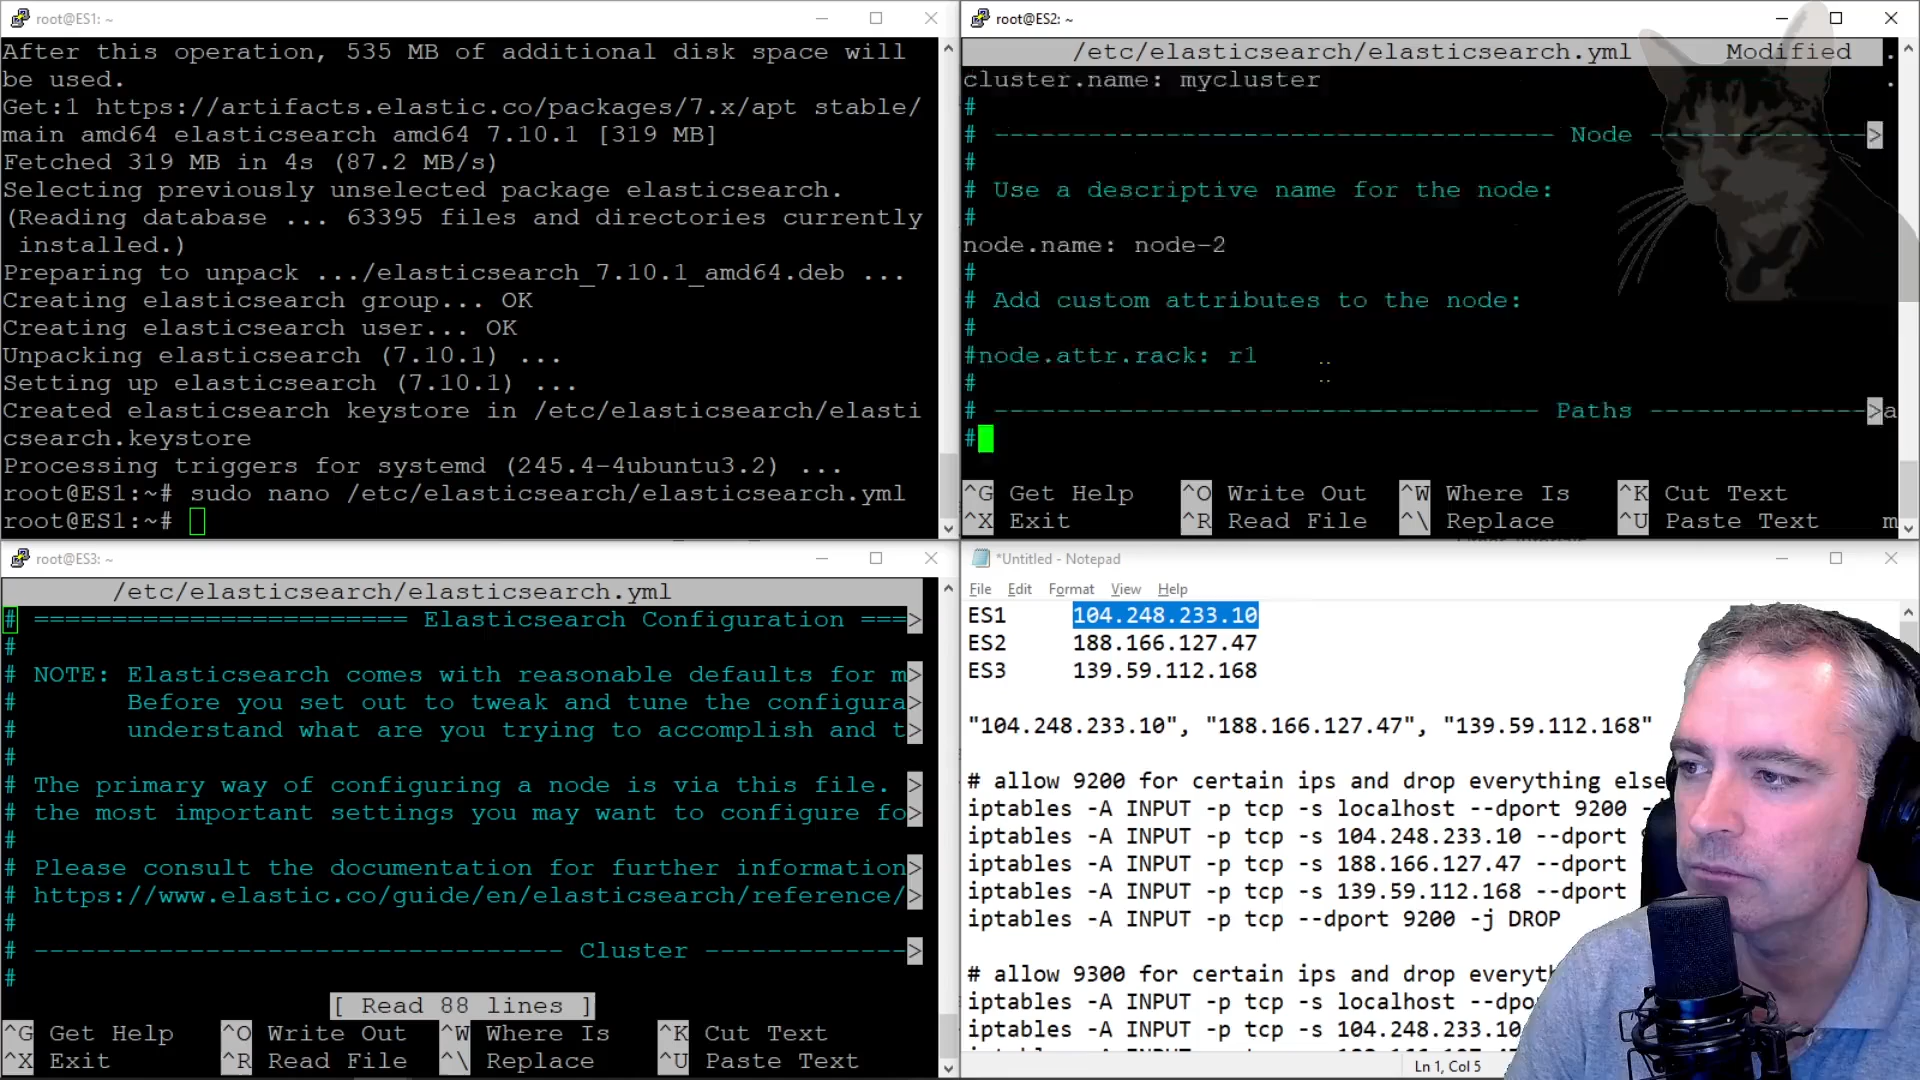 root@ES1: ~
After this operation, 535 MB of additional disk space will
be used.
Get:1 https://artifacts.elastic.co/packages/7.x/apt stable/
main amd64 elasticsearch amd64 7.10.1 [319 MB]
Fetched 319 MB in 4s (87.2 MB/s)
Selecting previously unselected package elasticsearch.
(Reading database ... 63395 files and directories currently
 installed.)
Preparing to unpack .../elasticsearch_7.10.1_amd64.deb ...
Creating elasticsearch group... OK
Creating elasticsearch user... OK
Unpacking elasticsearch (7.10.1) ...
Setting up elasticsearch (7.10.1) ...
Created elasticsearch keystore in /etc/elasticsearch/elasti
csearch.keystore
Processing triggers for systemd (245.4-4ubuntu3.2) ...
root@ES1:~# sudo nano /etc/elasticsearch/elasticsearch.yml
root@ES1:~#
root@ES2: ~
/etc/elasticsearch/elasticsearch.yml Modified
cluster.name: mycluster
#
# ------------------------------------ Node ------------>
#
# Use a descriptive name for the node:
#
node.name: node-2
#
# Add custom attributes to the node:
#
#node.attr.rack: r1
#
# ----------------------------------- Paths ------------->
#
^G Get Help ^O Write Out ^W Where Is ^K Cut Text
^X Exit ^R Read File ^\ Replace ^U Paste Text
root@ES3: ~
/etc/elasticsearch/elasticsearch.yml
# ======================== Elasticsearch Configuration ===>
#
# NOTE: Elasticsearch comes with reasonable defaults for m>
#       Before you set out to tweak and tune the configura>
#       understand what are you trying to accomplish and t>
#
# The primary way of configuring a node is via this file. >
# the most important settings you may want to configure fo>
#
# Please consult the documentation for further information>
# https://www.elastic.co/guide/en/elasticsearch/reference/>
#
# ---------------------------------- Cluster ------------->
#
[ Read 88 lines ]
^G Get Help ^O Write Out ^W Where Is ^K Cut Text
^X Exit ^R Read File ^\ Replace ^U Paste Text
*Untitled - Notepad
File Edit Format View Help
ES1 104.248.233.10
ES2 188.166.127.47
ES3 139.59.112.168
"104.248.233.10", "188.166.127.47", "139.59.112.168"
# allow 9200 for certain ips and drop everything else
iptables -A INPUT -p tcp -s localhost --dport 9200 -
iptables -A INPUT -p tcp -s 104.248.233.10 --dport
iptables -A INPUT -p tcp -s 188.166.127.47 --dport
iptables -A INPUT -p tcp -s 139.59.112.168 --dport
iptables -A INPUT -p tcp --dport 9200 -j DROP
# allow 9300 for certain ips and drop everyth
iptables -A INPUT -p tcp -s localhost --dpo
iptables -A INPUT -p tcp -s 104.248.233.10
Ln 1, Col 5